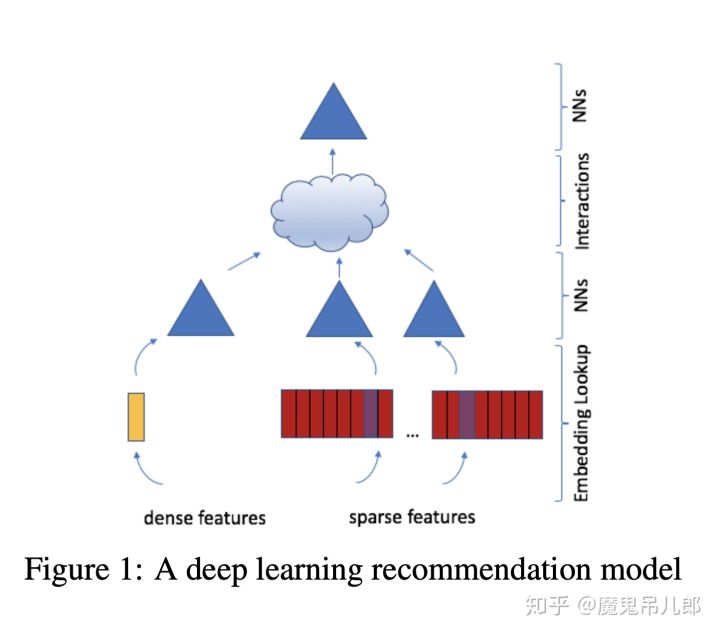 NNs
Interactions
NNs
Embedding Lookup
...
dense features
sparse features
Figure 1: A deep learning recommendation model
知乎 @魔鬼吊儿郎